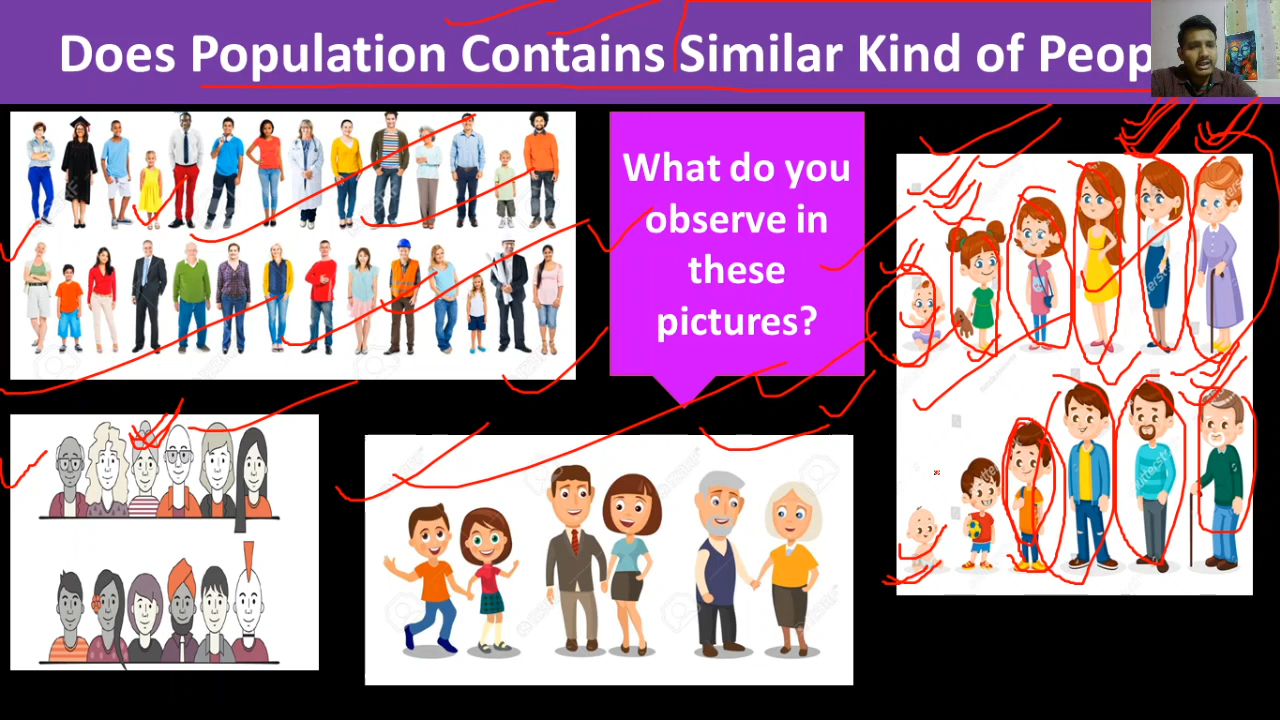 Does Population Contains Similar Kind of Peop
What do you
observe in
these
pictures?